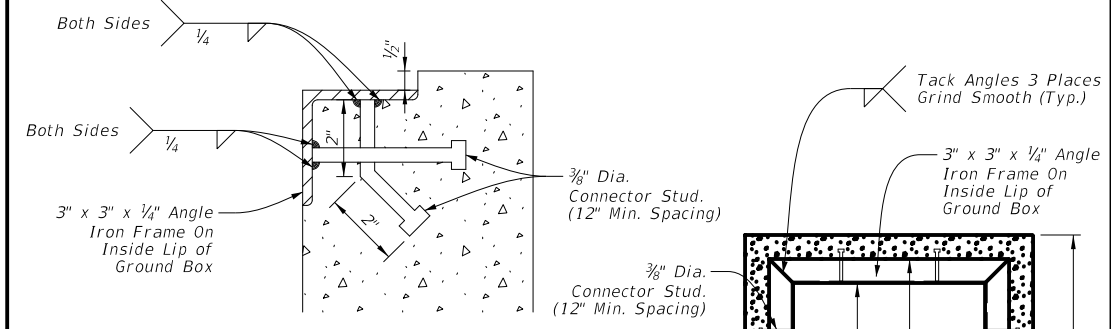 Both Sides
1/4
1/2"
Both Sides
1/4
2"
2"
3/8" Dia.
Connector Stud.
(12" Min. Spacing)
3" x 3" x 1/4" Angle
Iron Frame On
Inside Lip of
Ground Box
Tack Angles 3 Places
Grind Smooth (Typ.)
3" x 3" x 1/4" Angle
Iron Frame On
Inside Lip of
Ground Box
3/8" Dia.
Connector Stud.
(12" Min. Spacing)